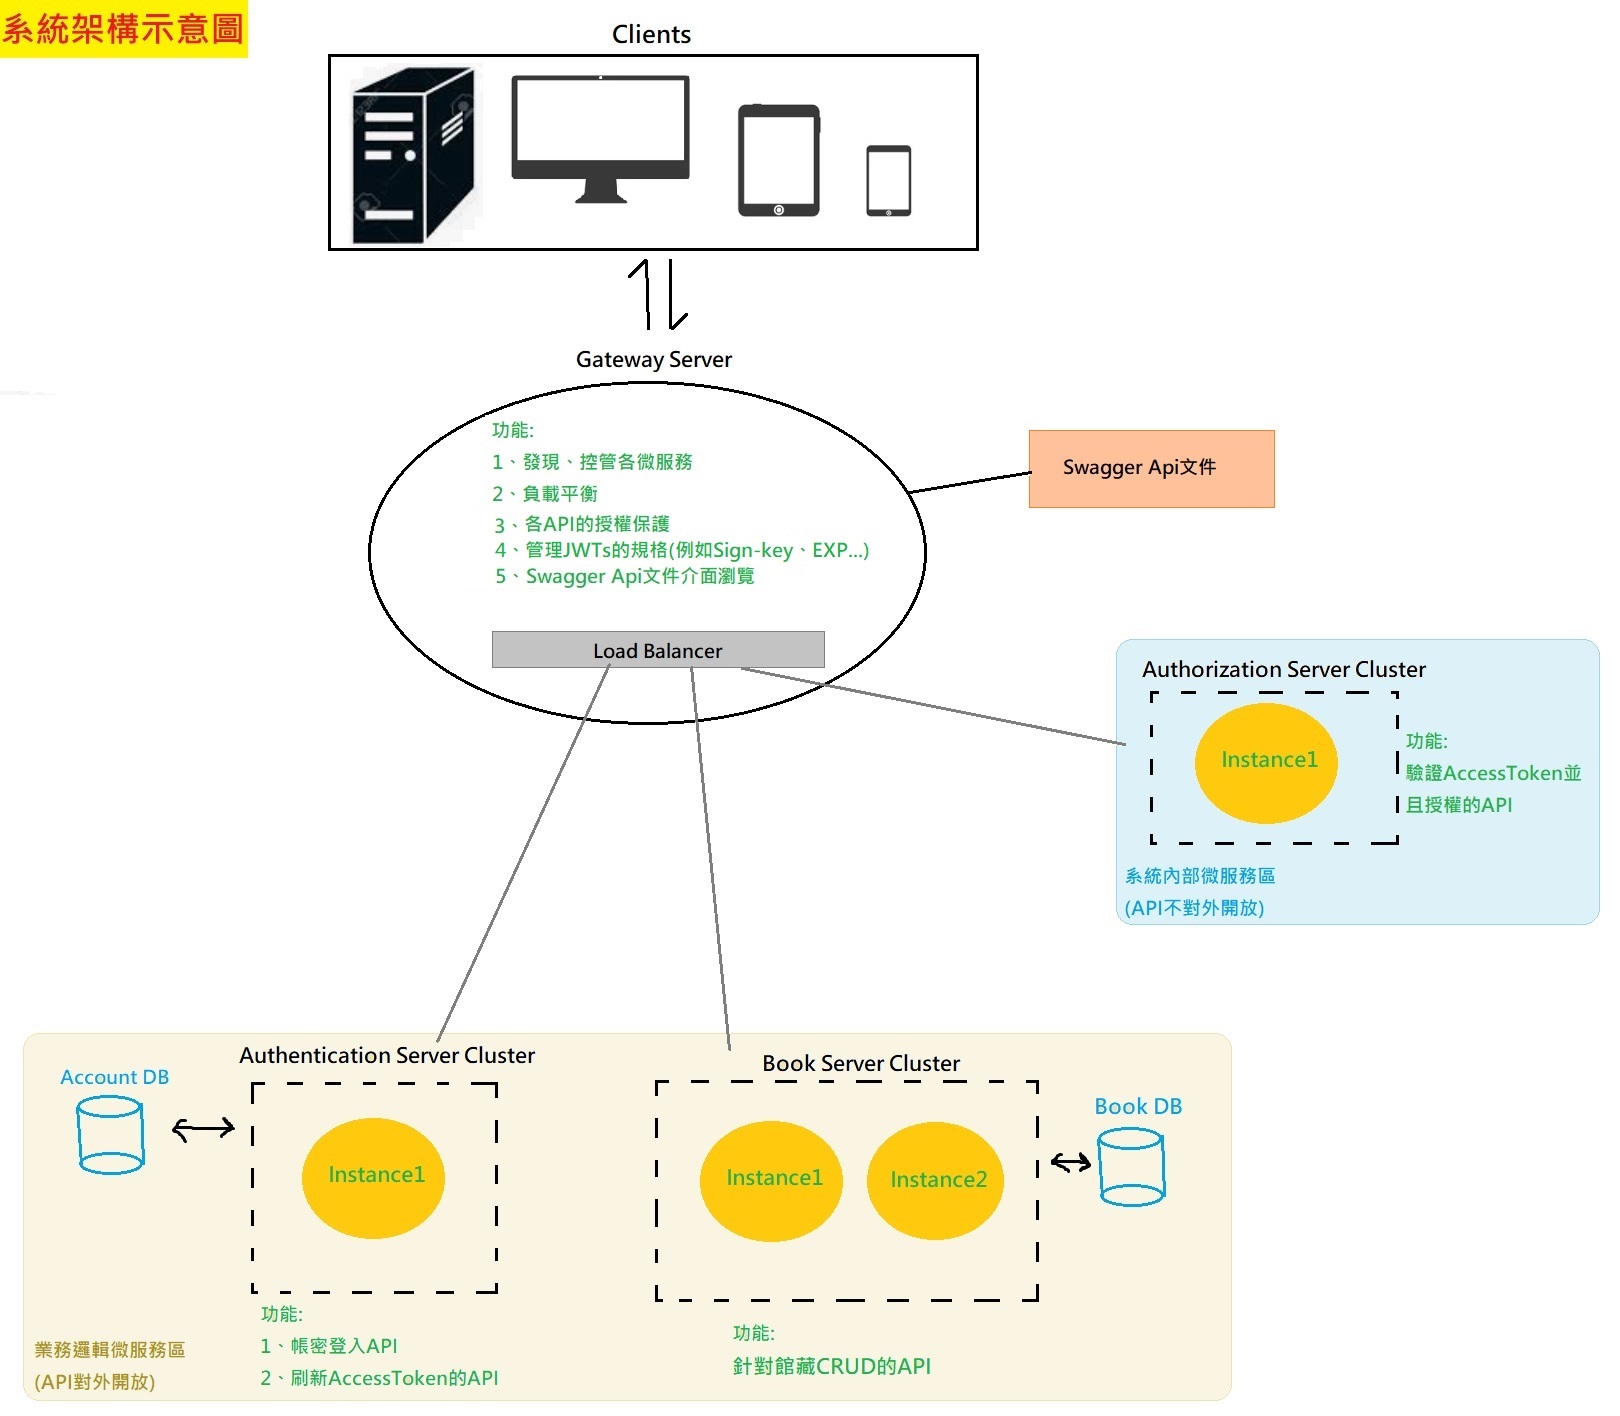 系統架構示意圖
Clients
Gateway Server
功能:
1、發現、控管各微服務
2、負載平衡
3、各API的授權保護
4、管理JWTs的規格(例如Sign-key、EXP...)
5、Swagger Api文件介面瀏覽
Swagger Api文件
Load Balancer
Authorization Server Cluster
Instance1
功能:
驗證AccessToken並
且授權的API
系統內部微服務區
(API不對外開放)
Authentication Server Cluster
Account DB
Instance1
功能:
1、帳密登入API
2、刷新AccessToken的API
Book Server Cluster
Instance1
Instance2
Book DB
功能:
針對館藏CRUD的API
業務邏輯微服務區
(API對外開放)